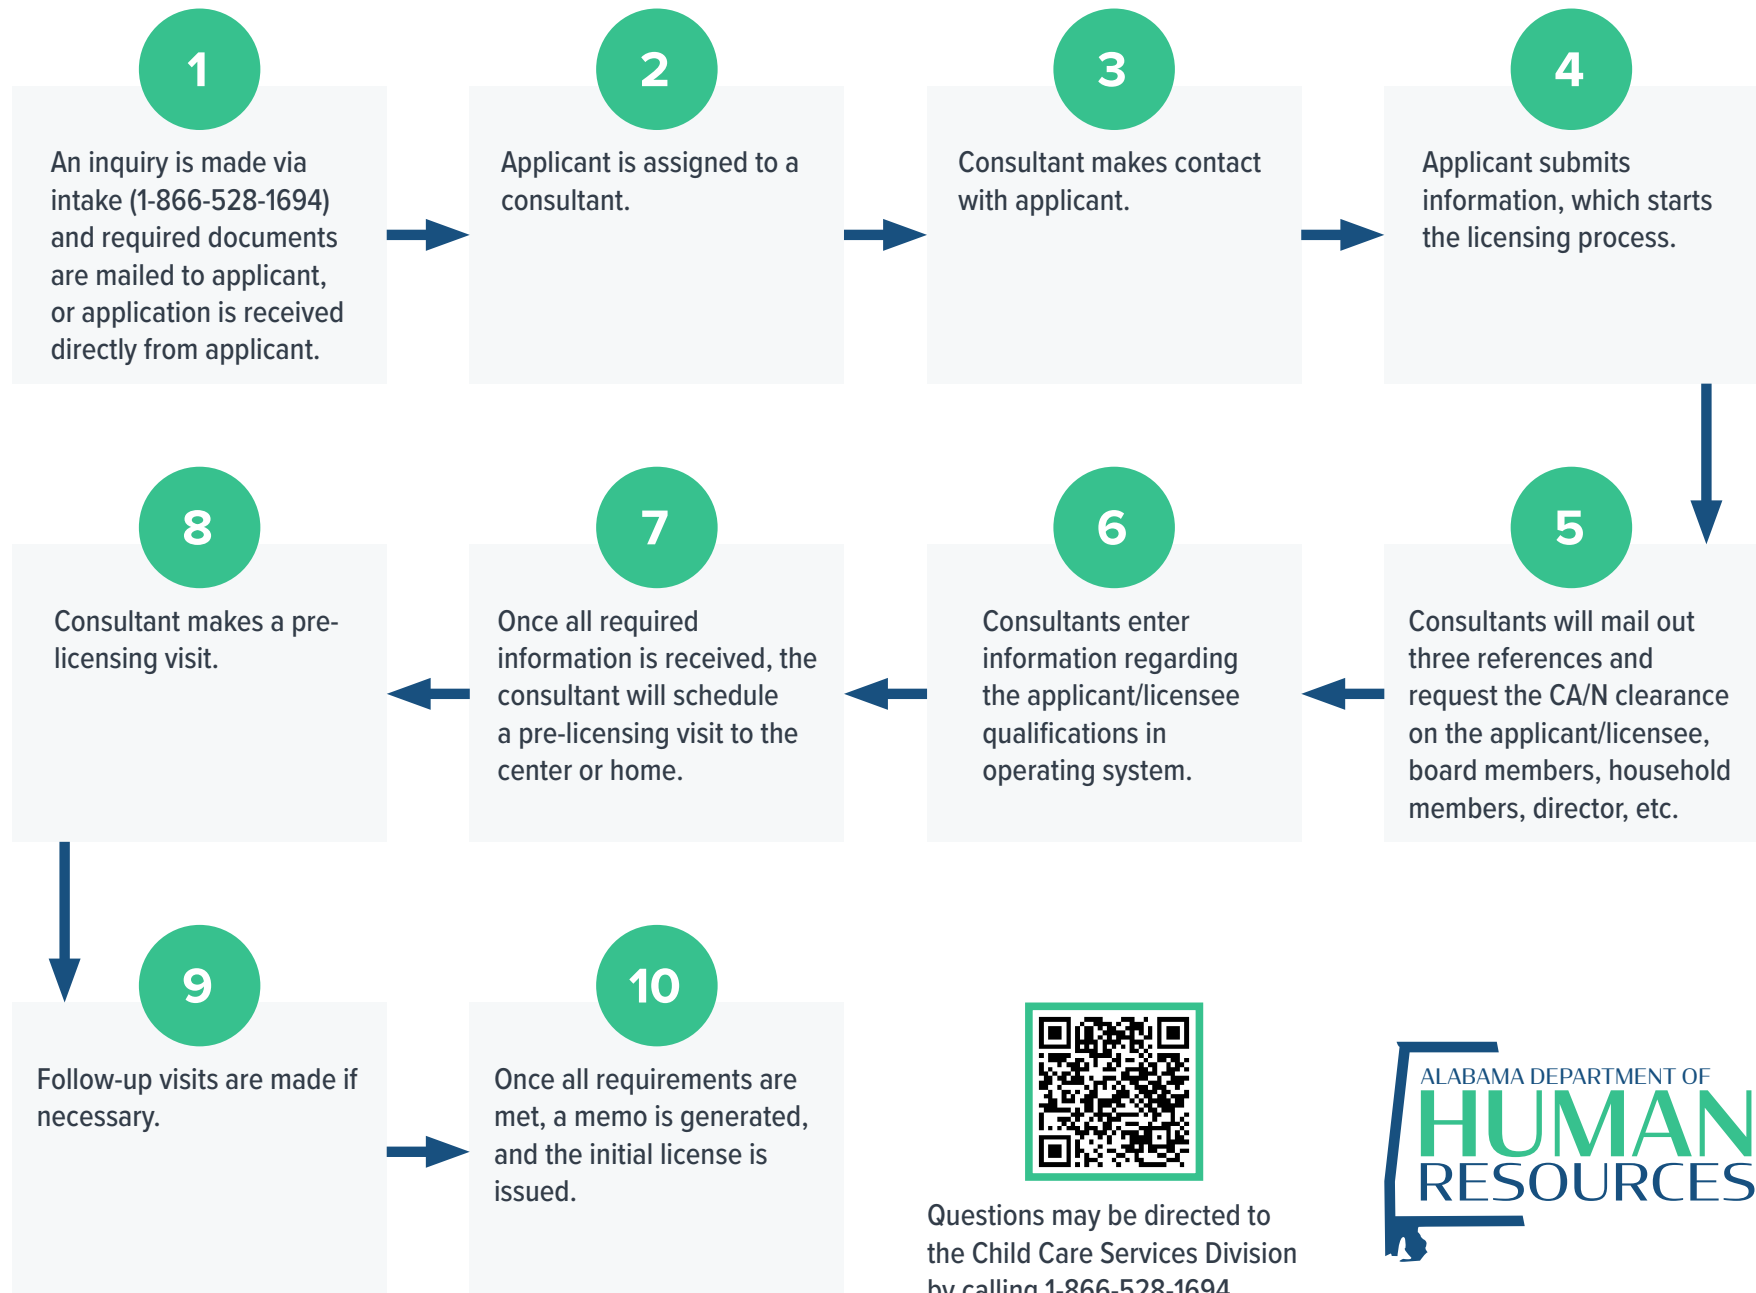 1
An inquiry is made via
intake (1-866-528-1694)
and required documents
are mailed to applicant,
or application is received
directly from applicant.
2
Applicant is assigned to a
consultant.
3
Consultant makes contact
with applicant.
4
Applicant submits
information, which starts
the licensing process.
5
Consultants will mail out
three references and
request the CA/N clearance
on the applicant/licensee,
board members, household
members, director, etc.
6
Consultants enter
information regarding
the applicant/licensee
qualifications in
operating system.
7
Once all required
information is received, the
consultant will schedule
a pre-licensing visit to the
center or home.
8
Consultant makes a pre-
licensing visit.
9
Follow-up visits are made if
necessary.
10
Once all requirements are
met, a memo is generated,
and the initial license is
issued.
Questions may be directed to
the Child Care Services Division
by calling 1-866-528-1694
ALABAMA DEPARTMENT OF
HUMAN
RESOURCES